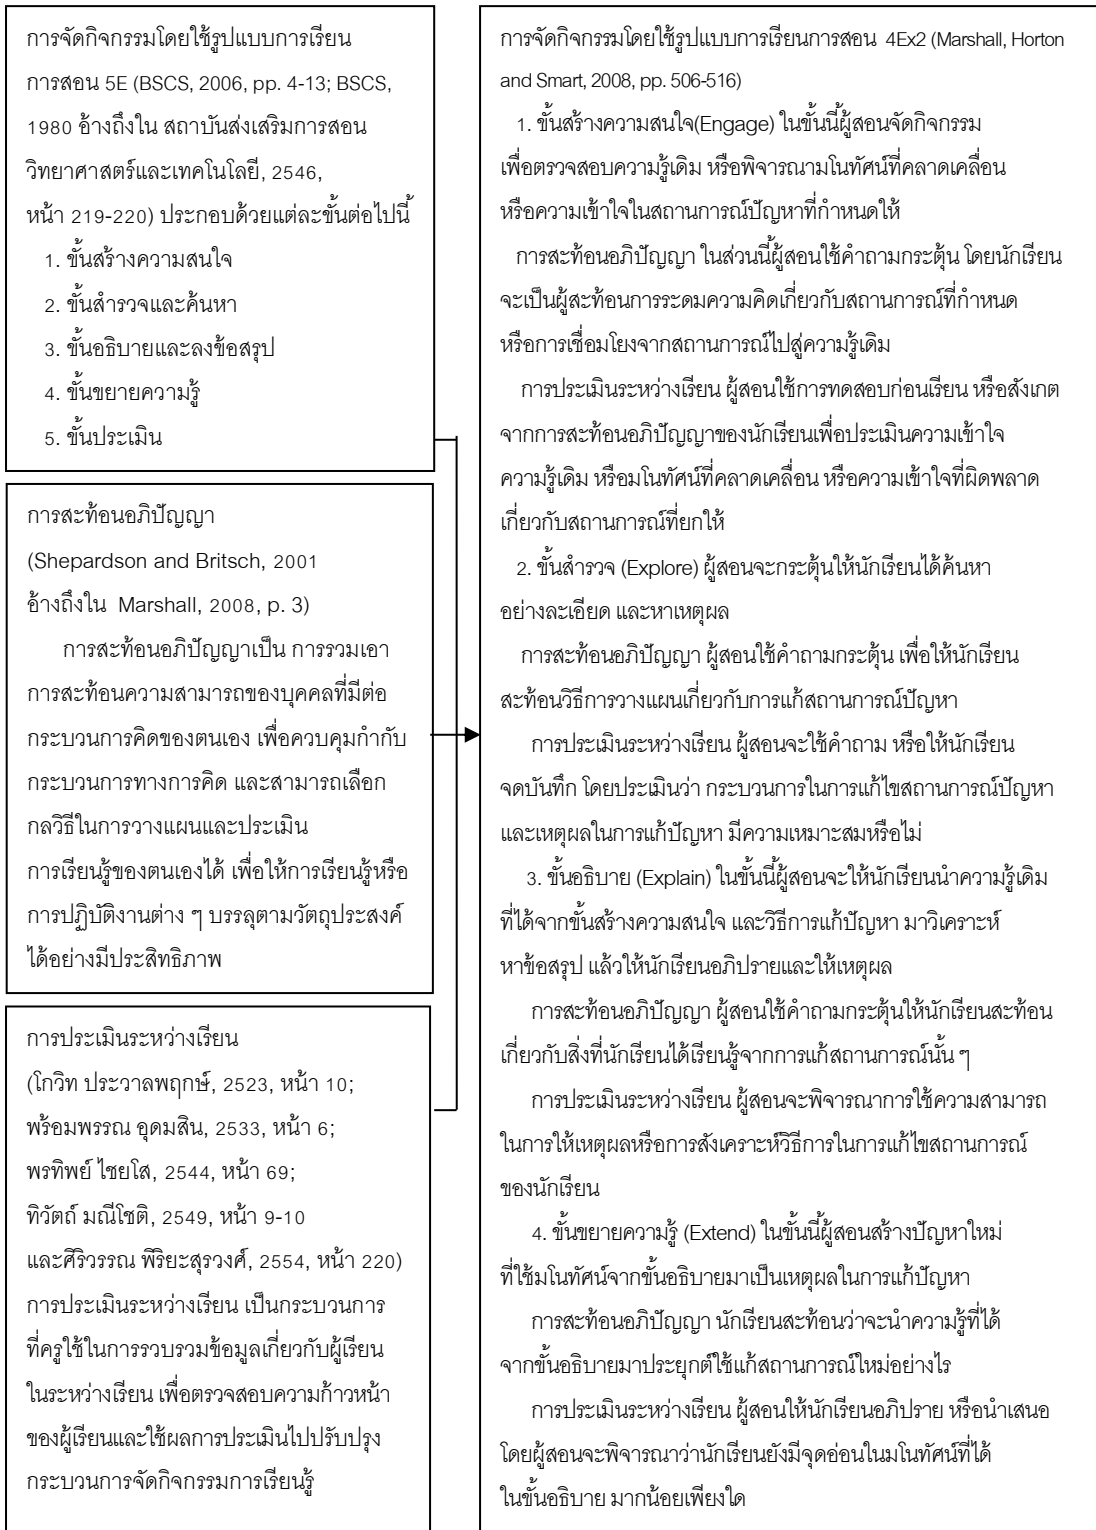 การจัดกิจกรรมโดยใช้รูปแบบการเรียน
การสอน 5E (BSCS, 2006, pp. 4-13; BSCS,
1980 อ้างถึงใน สถาบันส่งเสริมการสอน
วิทยาศาสตร์และเทคโนโลยี, 2546,
หน้า 219-220) ประกอบด้วยแต่ละขั้นต่อไปนี้
1. ขั้นสร้างความสนใจ
2. ขั้นสำรวจและค้นหา
3. ขั้นอธิบายและลงข้อสรุป
4. ขั้นขยายความรู้
5. ขั้นประเมิน
การสะท้อนอภิปัญญา
(Shepardson and Britsch, 2001
อ้างถึงใน Marshall, 2008, p. 3)
การสะท้อนอภิปัญญาเป็น การรวมเอา
การสะท้อนความสามารถของบุคคลที่มีต่อ
กระบวนการคิดของตนเอง เพื่อควบคุมกำกับ
กระบวนการทางการคิด และสามารถเลือก
กลวิธีในการวางแผนและประเมิน
การเรียนรู้ของตนเองได้ เพื่อให้การเรียนรู้หรือ
การปฏิบัติงานต่าง ๆ บรรลุตามวัตถุประสงค์
ได้อย่างมีประสิทธิภาพ
การประเมินระหว่างเรียน
(โกวิท ประวาลพฤกษ์, 2523, หน้า 10;
พร้อมพรรณ อุดมสิน, 2533, หน้า 6;
พรทิพย์ ไชยโส, 2544, หน้า 69;
ทิวัตถ์ มณีโชติ, 2549, หน้า 9-10
และศิริวรรณ พิริยะสุรวงศ์, 2554, หน้า 220)
การประเมินระหว่างเรียน เป็นกระบวนการ
ที่ครูใช้ในการรวบรวมข้อมูลเกี่ยวกับผู้เรียน
ในระหว่างเรียน เพื่อตรวจสอบความก้าวหน้า
ของผู้เรียนและใช้ผลการประเมินไปปรับปรุง
กระบวนการจัดกิจกรรมการเรียนรู้
การจัดกิจกรรมโดยใช้รูปแบบการเรียนการสอน 4Ex2 (Marshall, Horton
and Smart, 2008, pp. 506-516)
1. ขั้นสร้างความสนใจ(Engage) ในขั้นนี้ผู้สอนจัดกิจกรรม
เพื่อตรวจสอบความรู้เดิม หรือพิจารณามโนทัศน์ที่คลาดเคลื่อน
หรือความเข้าใจในสถานการณ์ปัญหาที่กำหนดให้
การสะท้อนอภิปัญญา ในส่วนนี้ผู้สอนใช้คำถามกระตุ้น โดยนักเรียน
จะเป็นผู้สะท้อนการระดมความคิดเกี่ยวกับสถานการณ์ที่กำหนด
หรือการเชื่อมโยงจากสถานการณ์ไปสู่ความรู้เดิม
การประเมินระหว่างเรียน ผู้สอนใช้การทดสอบก่อนเรียน หรือสังเกต
จากการสะท้อนอภิปัญญาของนักเรียนเพื่อประเมินความเข้าใจ
ความรู้เดิม หรือมโนทัศน์ที่คลาดเคลื่อน หรือความเข้าใจที่ผิดพลาด
เกี่ยวกับสถานการณ์ที่ยกให้
2. ขั้นสำรวจ (Explore) ผู้สอนจะกระตุ้นให้นักเรียนได้ค้นหา
อย่างละเอียด และหาเหตุผล
การสะท้อนอภิปัญญา ผู้สอนใช้คำถามกระตุ้น เพื่อให้นักเรียน
สะท้อนวิธีการวางแผนเกี่ยวกับการแก้สถานการณ์ปัญหา
การประเมินระหว่างเรียน ผู้สอนจะใช้คำถาม หรือให้นักเรียน
จดบันทึก โดยประเมินว่า กระบวนการในการแก้ไขสถานการณ์ปัญหา
และเหตุผลในการแก้ปัญหา มีความเหมาะสมหรือไม่
3. ขั้นอธิบาย (Explain) ในขั้นนี้ผู้สอนจะให้นักเรียนนำความรู้เดิม
ที่ได้จากขั้นสร้างความสนใจ และวิธีการแก้ปัญหา มาวิเคราะห์
หาข้อสรุป แล้วให้นักเรียนอภิปรายและให้เหตุผล
การสะท้อนอภิปัญญา ผู้สอนใช้คำถามกระตุ้นให้นักเรียนสะท้อน
เกี่ยวกับสิ่งที่นักเรียนได้เรียนรู้จากการแก้สถานการณ์นั้น ๆ
การประเมินระหว่างเรียน ผู้สอนจะพิจารณาการใช้ความสามารถ
ในการให้เหตุผลหรือการสังเคราะห์วิธีการในการแก้ไขสถานการณ์
ของนักเรียน
4. ขั้นขยายความรู้ (Extend) ในขั้นนี้ผู้สอนสร้างปัญหาใหม่
ที่ใช้มโนทัศน์จากขั้นอธิบายมาเป็นเหตุผลในการแก้ปัญหา
การสะท้อนอภิปัญญา นักเรียนสะท้อนว่าจะนำความรู้ที่ได้
จากขั้นอธิบายมาประยุกต์ใช้แก้สถานการณ์ใหม่อย่างไร
การประเมินระหว่างเรียน ผู้สอนให้นักเรียนอภิปราย หรือนำเสนอ
โดยผู้สอนจะพิจารณาว่านักเรียนยังมีจุดอ่อนในมโนทัศน์ที่ได้
ในขั้นอธิบาย มากน้อยเพียงใด